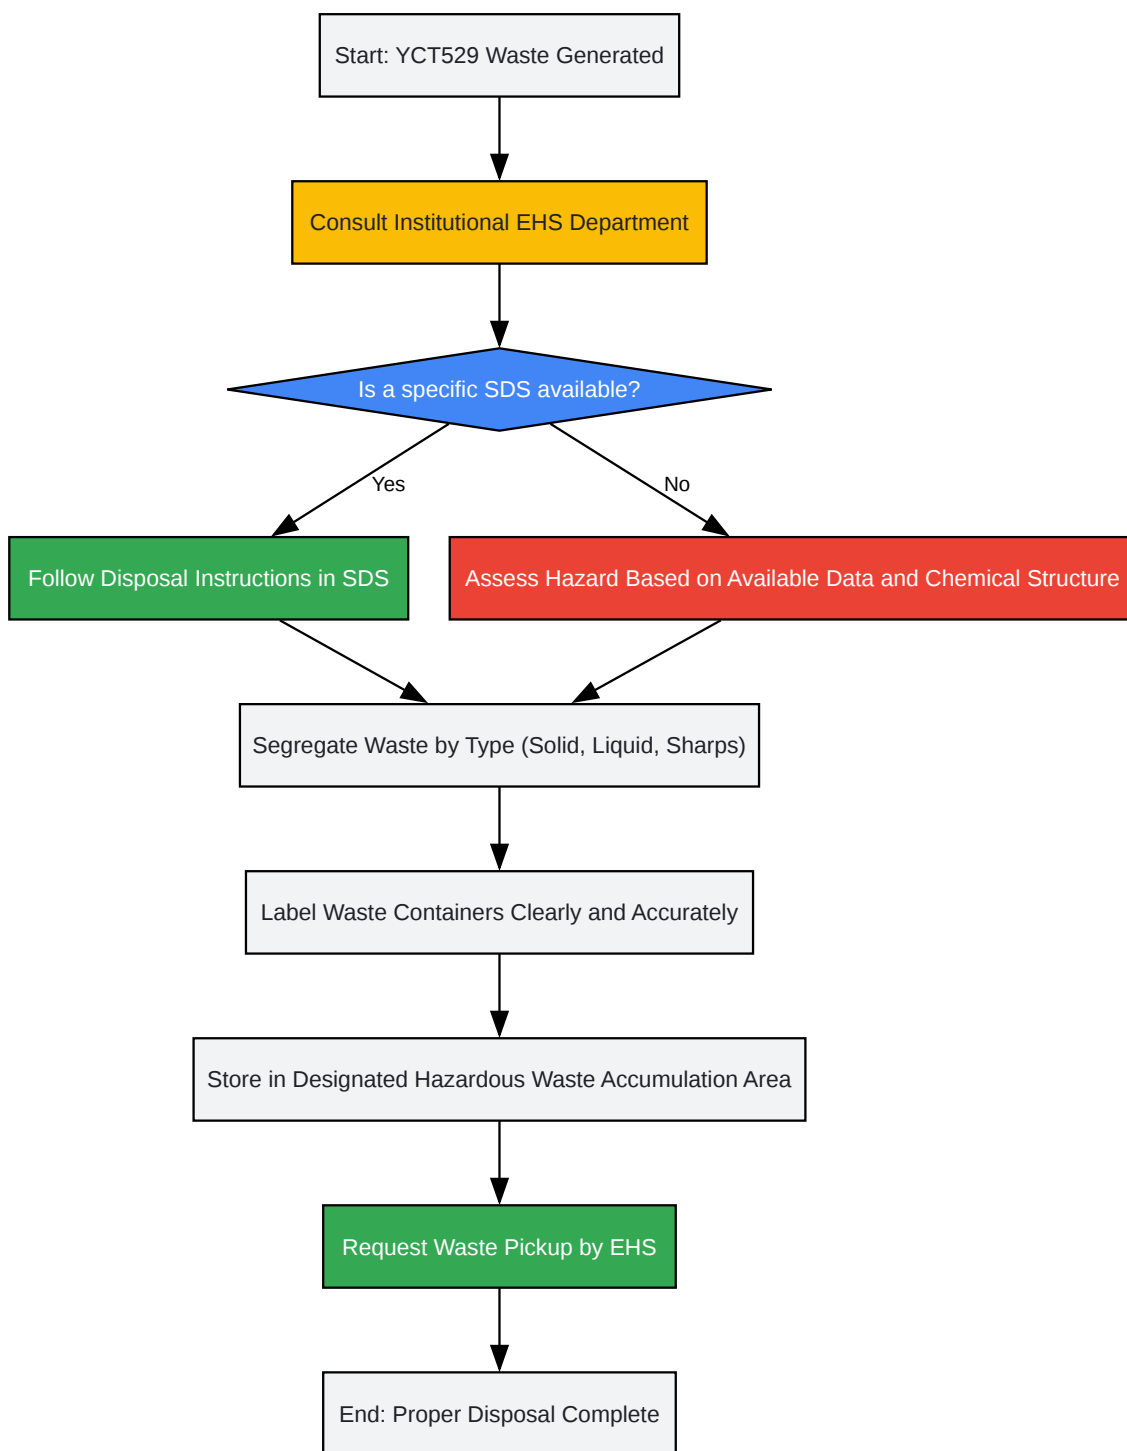 Start: YCT529 Waste Generated
Consult Institutional EHS Department
Is a specific SDS available?
Yes
No
Follow Disposal Instructions in SDS
Assess Hazard Based on Available Data and Chemical Structure
Segregate Waste by Type (Solid, Liquid, Sharps)
Label Waste Containers Clearly and Accurately
Store in Designated Hazardous Waste Accumulation Area
Request Waste Pickup by EHS
End: Proper Disposal Complete